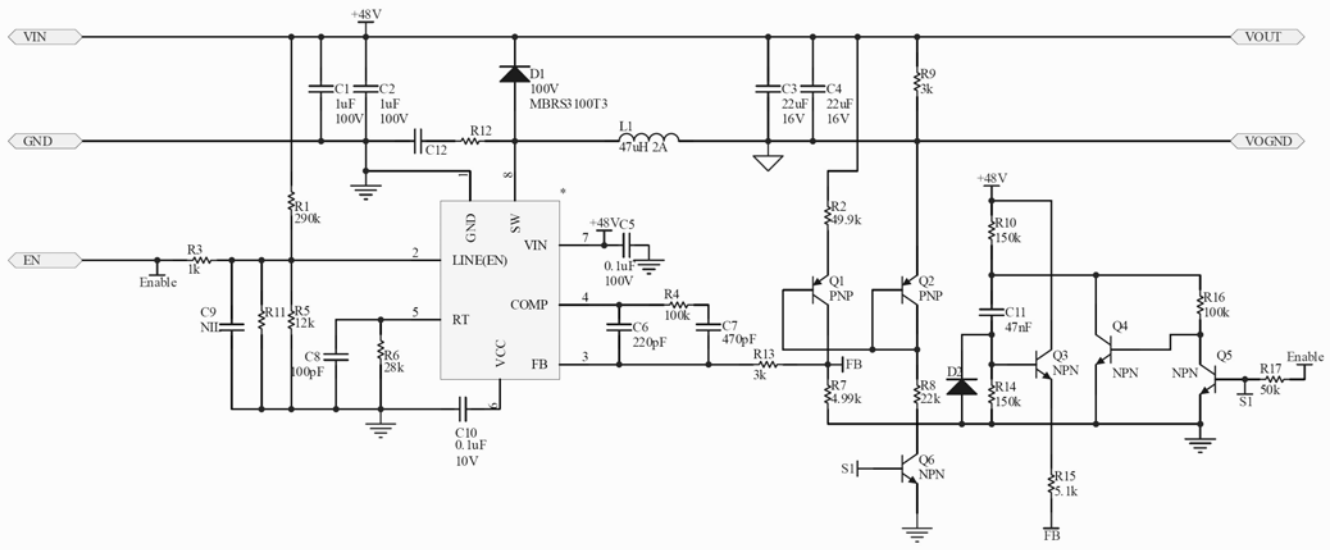 +48V
VIN
VOUT
C1
1uF
100V
C2
1uF
100V
D1
100V
MBRS3100T3
C3
22uF
16V
C4
22uF
16V
R9
3k
GND
C12
R12
L1
47uH 2A
VOGND
1
8
*
R1
290k
GND
SW
+48V
7
VIN
C5
0.1uF
100V
R2
49.9k
+48V
R10
150k
EN
R3
1k
Enable
2
LINE(EN)
Q1
PNP
Q2
PNP
C9
NIL
R11
R5
12k
5
RT
C8
100pF
R6
28k
VCC
COMP
4
R4
100k
C6
220pF
C7
470pF
FB
3
R13
3k
FB
C11
47nF
Q4
NPN
R16
100k
Q3
NPN
Q5
NPN
Enable
R17
50k
S1
6
C10
0.1uF
10V
R7
4.99k
R8
22k
R14
150k
S1
Q6
NPN
R15
5.1k
FB